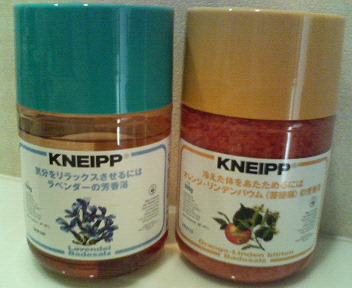 KNEIPP®
気分をリラックスさせるには
ラベンダーの芳香浴
Lavendel
Badesalz
KNEIPP®
冷えた体をあたためるには
オレンジ・リンデンバウム〈菩提樹〉の芳香浴
Orange-Linden blüten
Badesalz